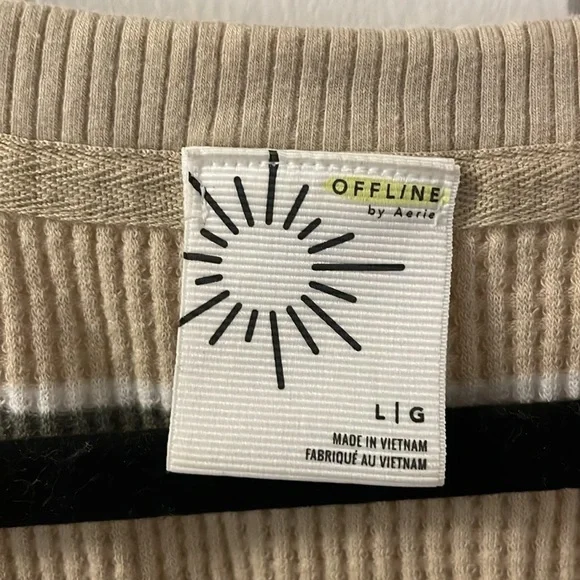 OFFLINE
by Aerie
L|G
MADE IN VIETNAM
FABRIQUÉ AU VIETNAM